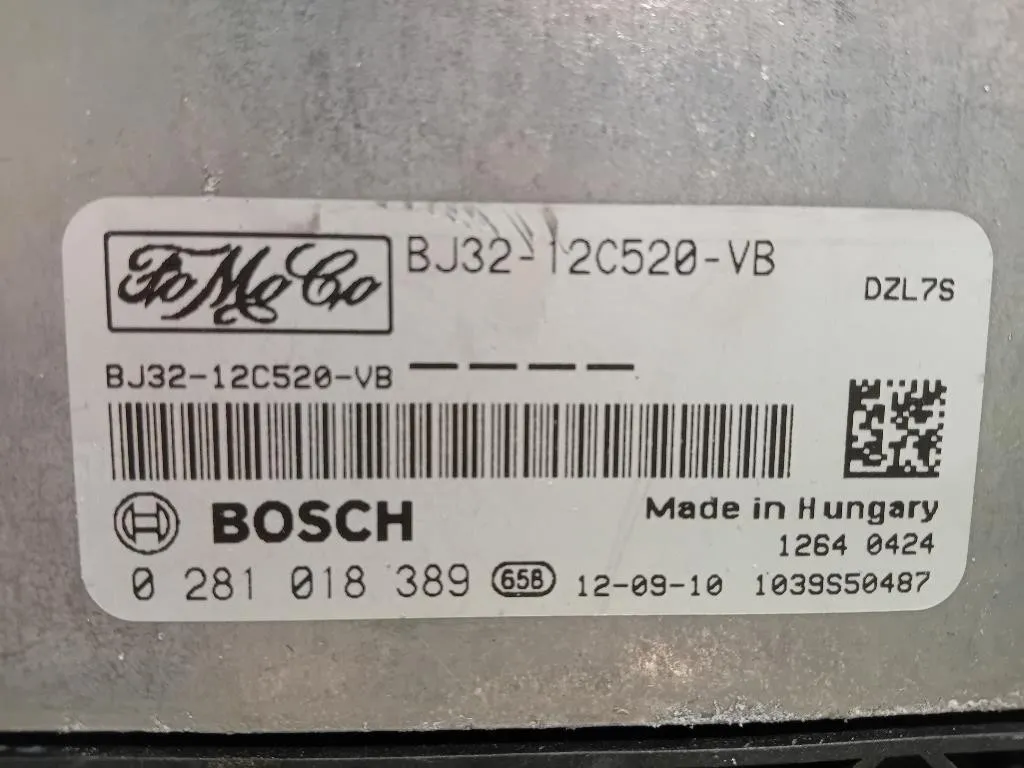 FoMoCo
BJ32-12C520-VB
DZL7S
BJ32-12C520-VB
BOSCH
Made in Hungary
1264 0424
0 281 018 389 65B 12-09-10 1039S50487